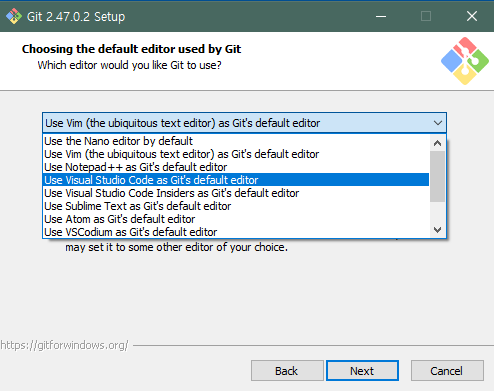 Git 2.47.0.2 Setup
Choosing the default editor used by Git
Which editor would you like Git to use?
Use Vim (the ubiquitous text editor) as Git's default editor
Use the Nano editor by default
Use Vim (the ubiquitous text editor) as Git's default editor
Use Notepad++ as Git's default editor
Use Visual Studio Code as Git's default editor
Use Visual Studio Code Insiders as Git's default editor
Use Sublime Text as Git's default editor
Use Atom as Git's default editor
Use VSCodium as Git's default editor
may set it to some other editor of your choice.
https://gitforwindows.org/
Back
Next
Cancel